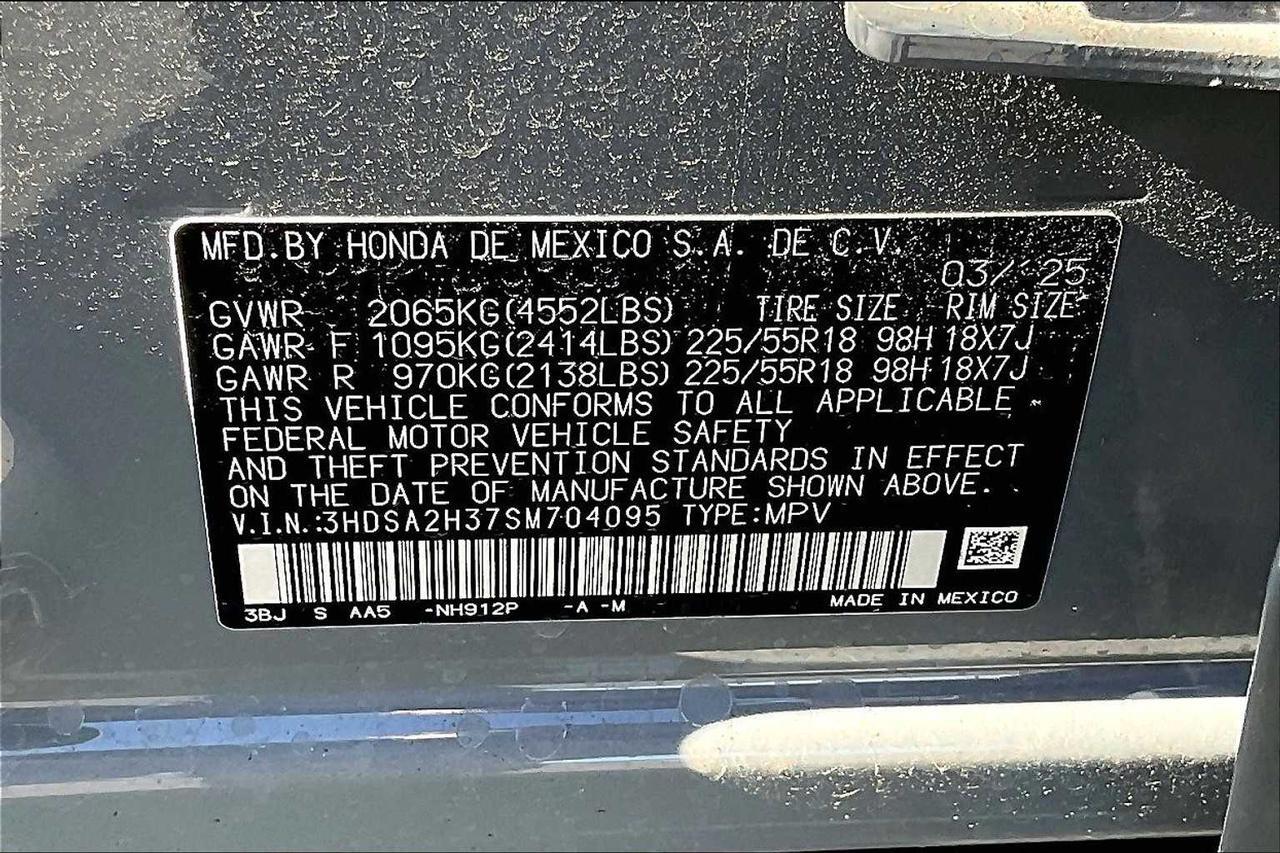 MFD.BY HONDA DE MEXICO S.A. DE C.V.
03/'25
GVWR 2065KG(4552LBS) TIRE SIZE RIM SIZE
GAWR F 1095KG(2414LBS) 225/55R18 98H 18X7J
GAWR R 970KG(2138LBS) 225/55R18 98H 18X7J
THIS VEHICLE CONFORMS TO ALL APPLICABLE
FEDERAL MOTOR VEHICLE SAFETY
AND THEFT PREVENTION STANDARDS IN EFFECT
ON THE DATE OF MANUFACTURE SHOWN ABOVE.
V.I.N.:3HDSA2H37SM704095 TYPE:MPV
3BJ S AA5 -NH912P -A -M MADE IN MEXICO